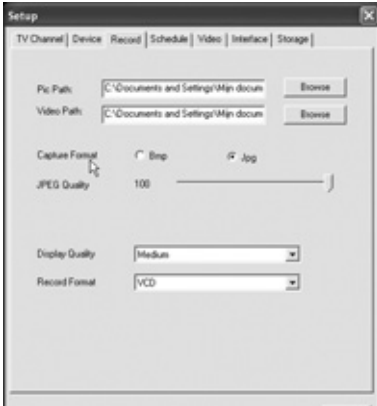 Setup
TV Channel Device Record Schedule Video Interface Storage
Pic Path: C:\Documents and Settings\Mijn docum Browse
Video Path: C:\Documents and Settings\Mijn docum Browse
Capture Format Bmp Jpg
JPEG Quality 100
Display Quality Medium
Record Format VCD